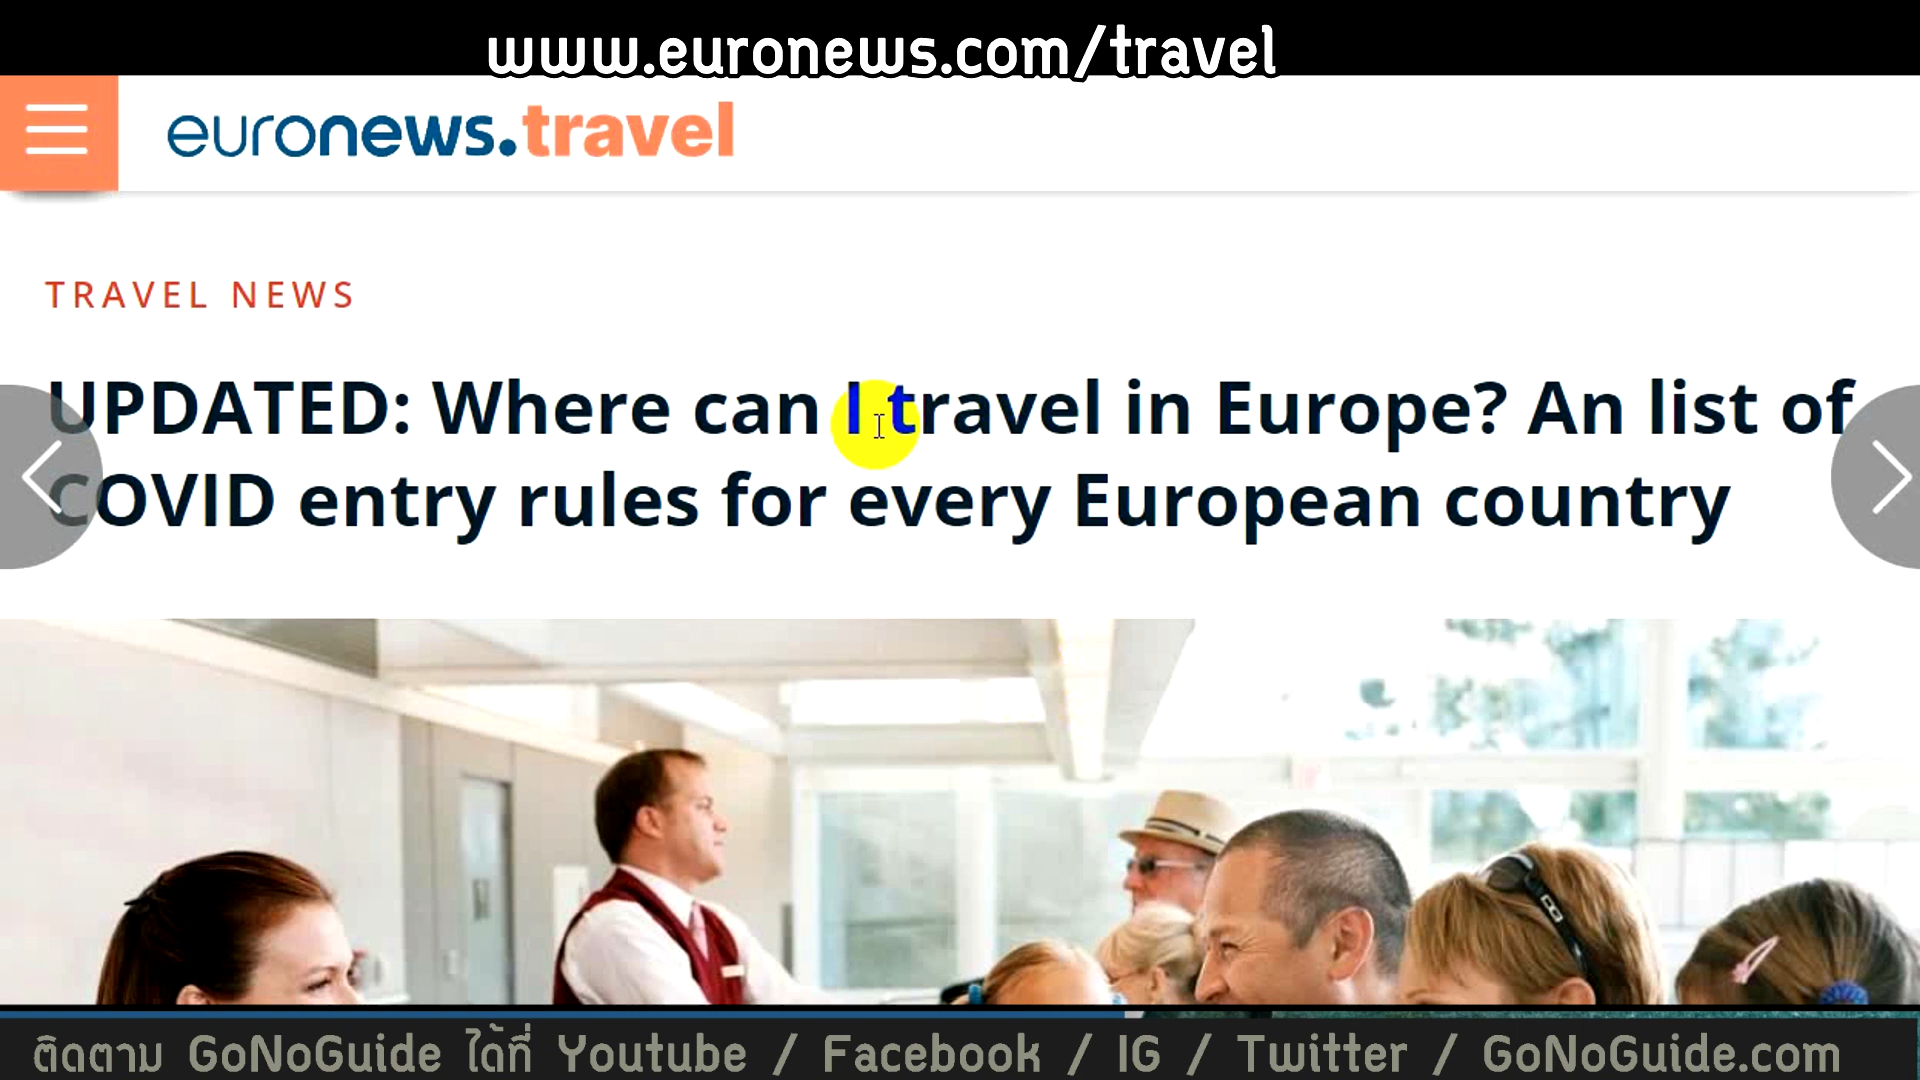 www.euronews.com/travel
euronews.travel
TRAVEL NEWS
UPDATED: Where can I travel in Europe? An list of
COVID entry rules for every European country
ติดตาม GoNoGuide ได้ที่ Youtube / Facebook / IG / Twitter / GoNoGuide.com